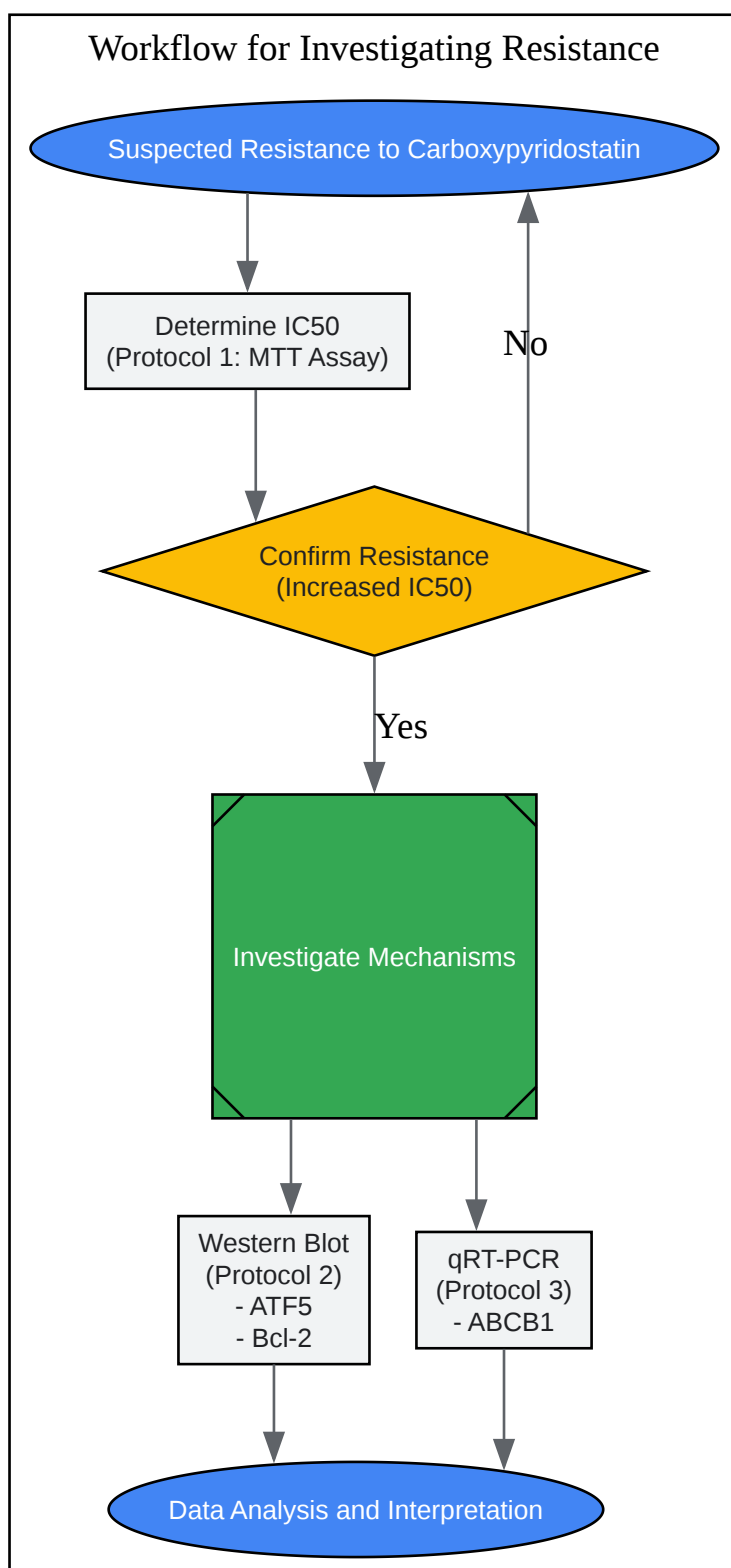 Workflow for Investigating Resistance
Suspected Resistance to Carboxypyridostatin
Determine IC50
(Protocol 1: MTT Assay)
No
Confirm Resistance
(Increased IC50)
Yes
Investigate Mechanisms
Western Blot
(Protocol 2)
- ATF5
- Bcl-2
qRT-PCR
(Protocol 3)
- ABCB1
Data Analysis and Interpretation